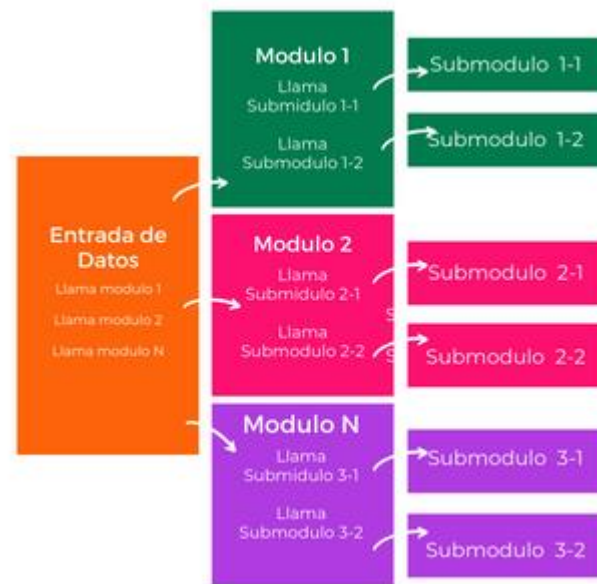 Entrada de
Datos
Llama modulo 1
Llama modulo 2
Llama modulo N
Modulo 1
Llama
Submidulo 1-1
Llama
Submodulo 1-2
Submodulo 1-1
Submodulo 1-2
Modulo 2
Llama
Submidulo 2-1
Llama
Submodulo 2-2
S
S
Submodulo 2-1
Submodulo 2-2
Modulo N
Llama
Submidulo 3-1
Llama
Submodulo 3-2
Submodulo 3-1
Submodulo 3-2